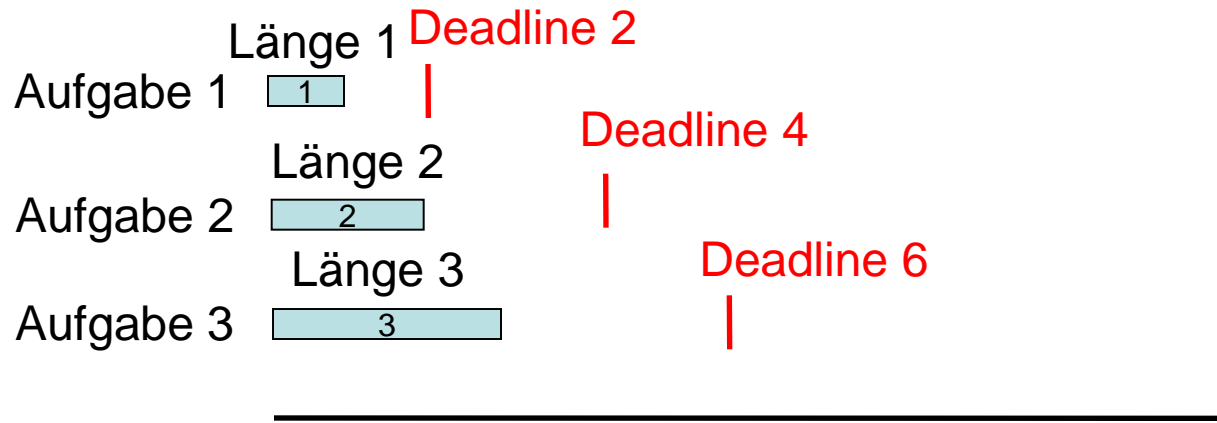 Länge 1 Deadline 2
Aufgabe 1 1
Deadline 4
Länge 2
Aufgabe 2 2
Deadline 6
Länge 3
Aufgabe 3 3